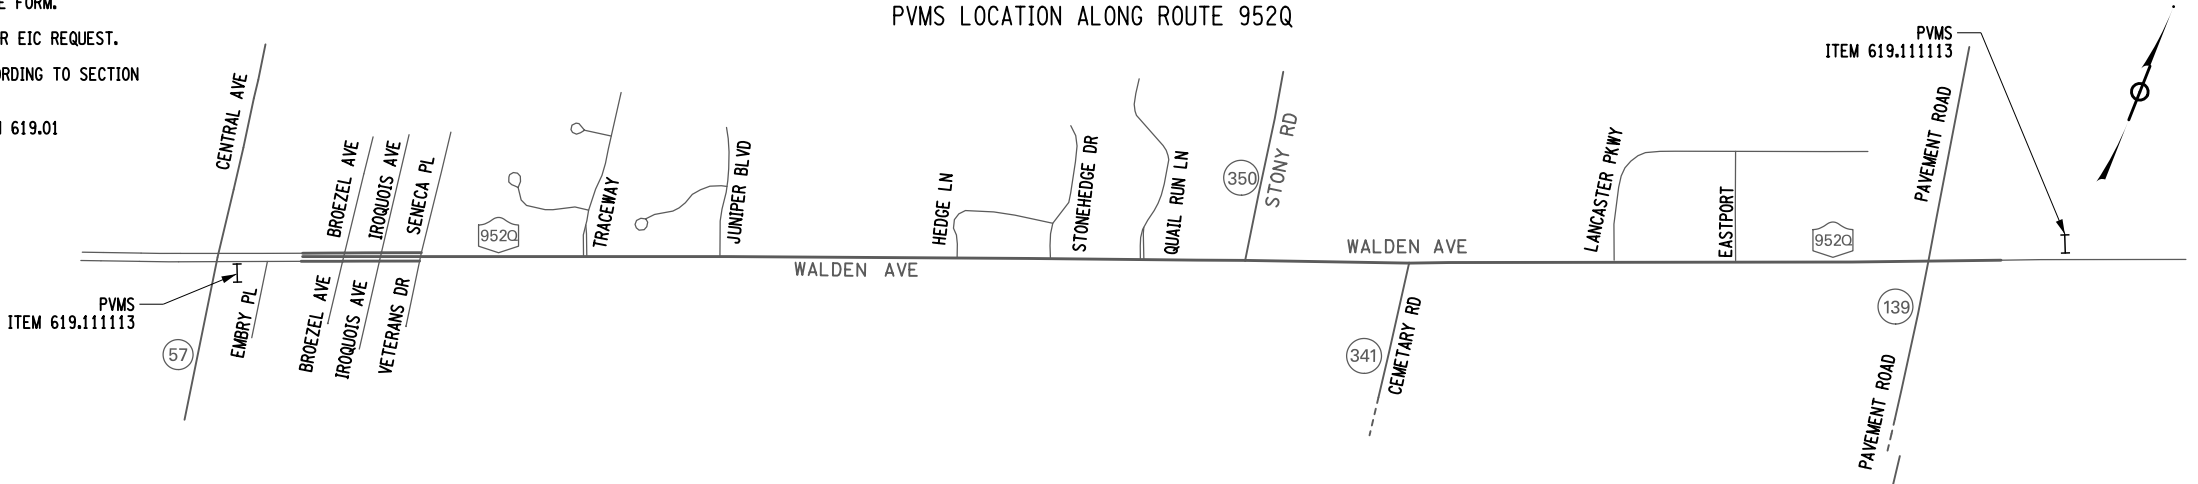 E FORM.
R EIC REQUEST.
ORDING TO SECTION
619.01
PVMS LOCATION ALONG ROUTE 952Q
PVMS
ITEM 619.111113
CENTRAL AVE
BROEZEL AVE
IROQUOIS AVE
SENECA PL
952Q
TRACEWAY
JUNIPER BLVD
HEDGE LN
STONEHEDGE DR
QUAIL RUN LN
350
STONY RD
LANCASTER PKWY
EASTPORT
952Q
PAVEMENT ROAD
WALDEN AVE
WALDEN AVE
PVMS
ITEM 619.111113
57
EMBRY PL
BROEZEL AVE
IROQUOIS AVE
VETERANS DR
341
CEMETARY RD
139
PAVEMENT ROAD